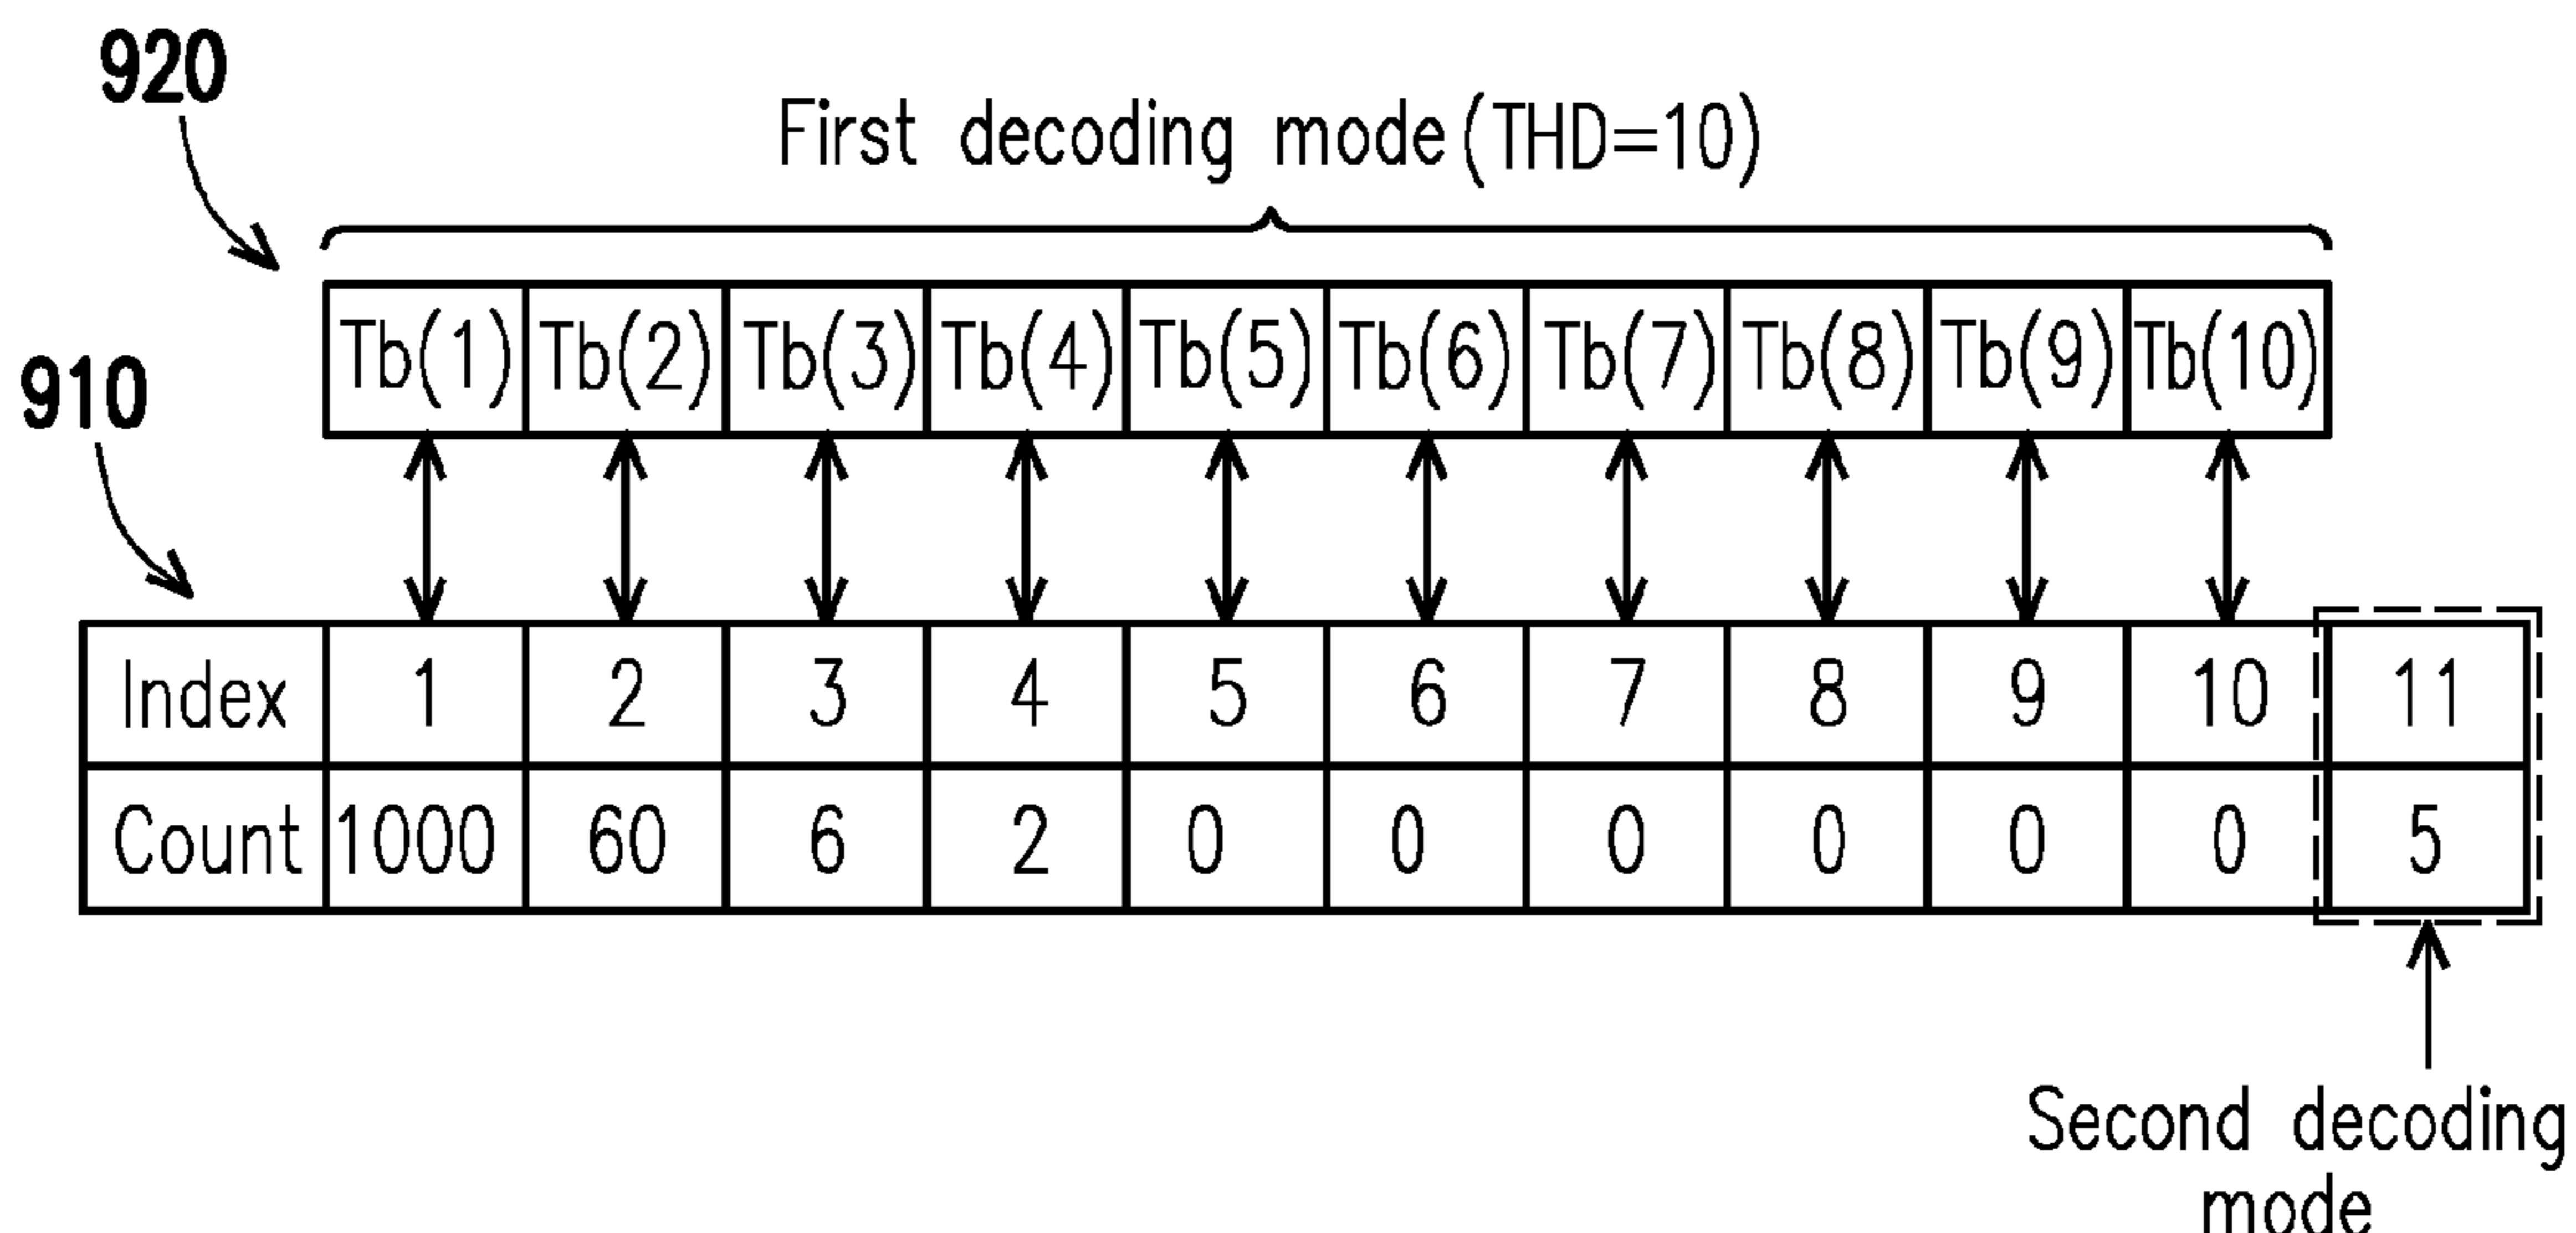 920
First decoding mode(THD=10)
Tb(1) Tb(2) Tb(3) Tb(4) Tb(5) Tb(6) Tb(7) Tb(8) Tb(9) Tb(10)
910
Index 1 2 3 4 5 6 7 8 9 10 11
Count 1000 60 6 2 0 0 0 0 0 0 5
Second decoding
mode